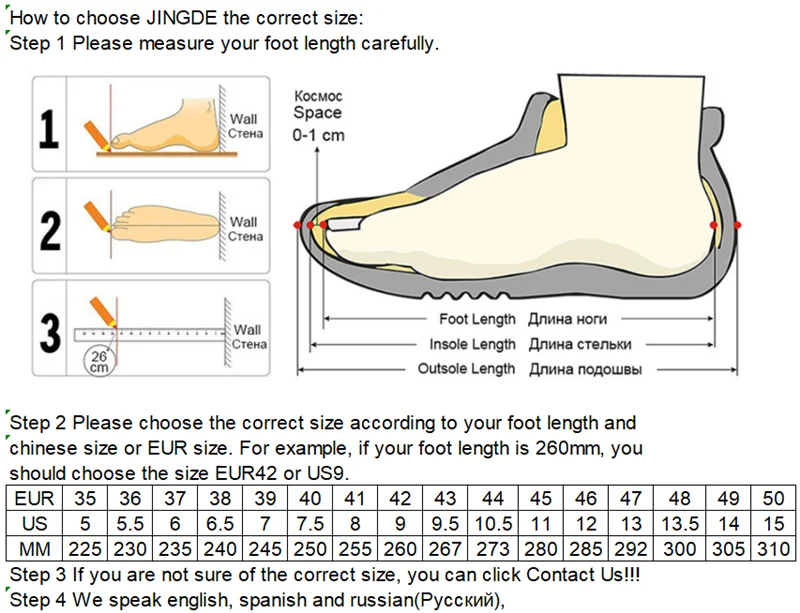 How to choose JINGDE the correct size:
Step 1 Please measure your foot length carefully.
1
Wall
Стена
2
Wall
Стена
3
26°
cm
Wall
Стена
Космос
Space
0-1 cm
Foot Length Длина ноги
Insole Length Длина стельки
Outsole Length Длина подошвы
Step 2 Please choose the correct size according to your foot length and
chinese size or EUR size. For example, if your foot length is 260mm, you
should choose the size EUR42 or US9.
EUR 35 36 37 38 39 40 41 42 43 44 45 46 47 48 49 50
US 5 5.5 6 6.5 7 7.5 8 9 9.5 10.5 11 12 13 13.5 14 15
MM 225 230 235 240 245 250 255 260 267 273 280 285 292 300 305 310
Step 3 If you are not sure of the correct size, you can click Contact Us!!!
Step 4 We speak english, spanish and russian(Русский),